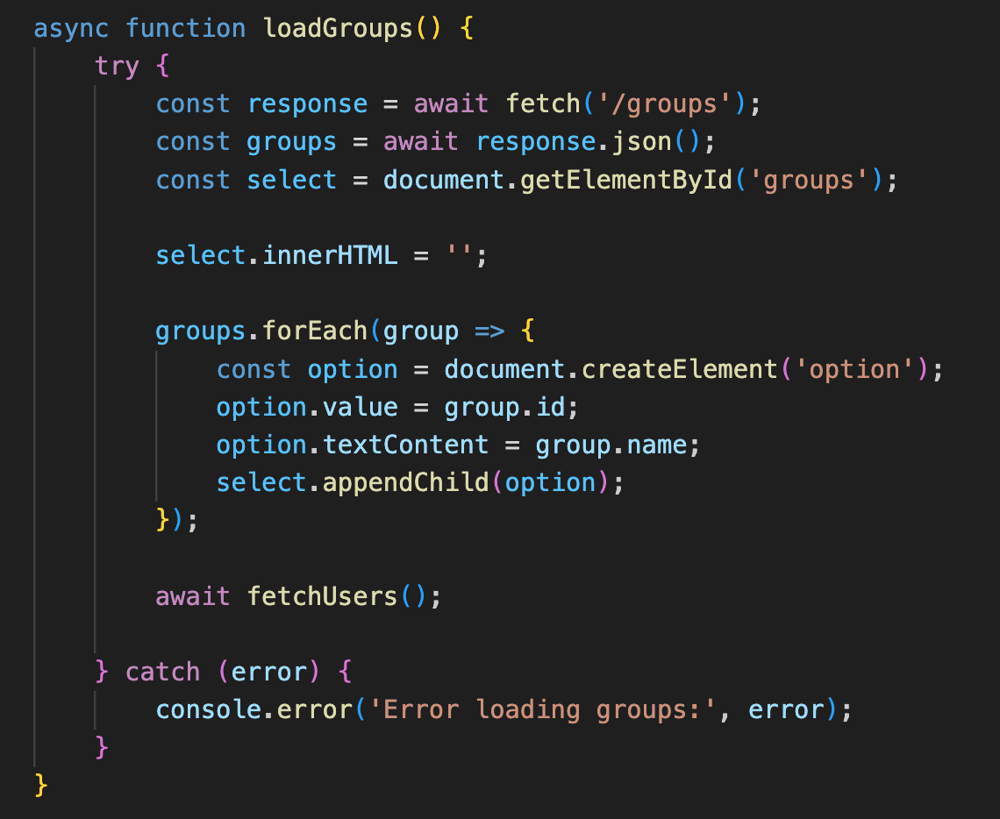 async function loadGroups() {
    try {
        const response = await fetch('/groups');
        const groups = await response.json();
        const select = document.getElementById('groups');

        select.innerHTML = '';

        groups.forEach(group => {
            const option = document.createElement('option');
            option.value = group.id;
            option.textContent = group.name;
            select.appendChild(option);
        });

        await fetchUsers();

    } catch (error) {
        console.error('Error loading groups:', error);
    }
}